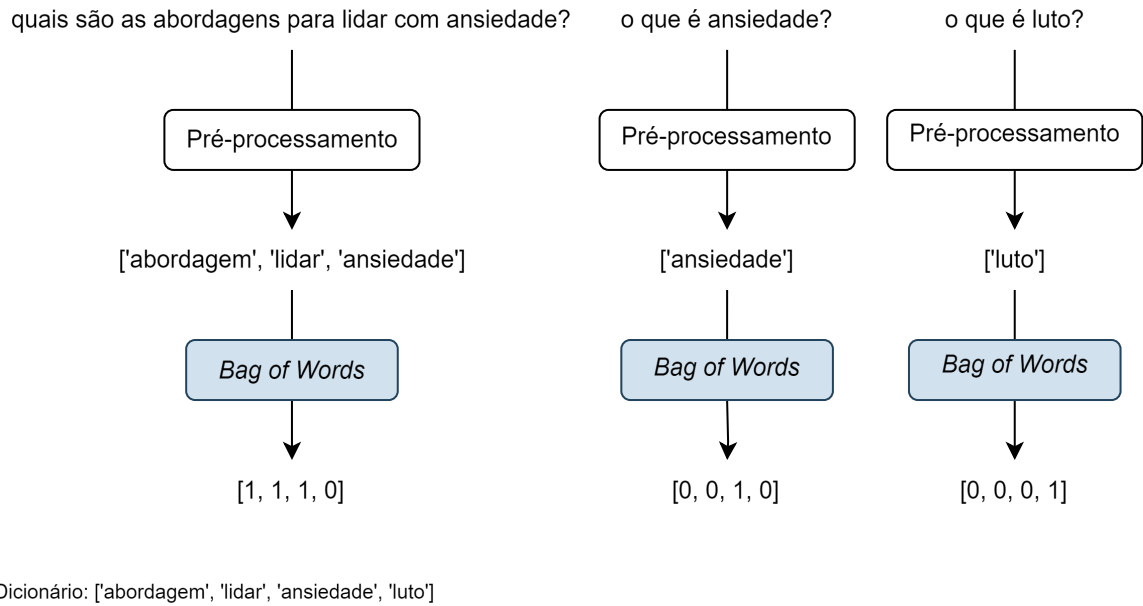 quais são as abordagens para lidar com ansiedade?
o que é ansiedade?
o que é luto?
Pré-processamento
Pré-processamento
Pré-processamento
['abordagem', 'lidar', 'ansiedade']
['ansiedade']
['luto']
Bag of Words
Bag of Words
Bag of Words
[1, 1, 1, 0]
[0, 0, 1, 0]
[0, 0, 0, 1]
Dicionário: ['abordagem', 'lidar', 'ansiedade', 'luto']